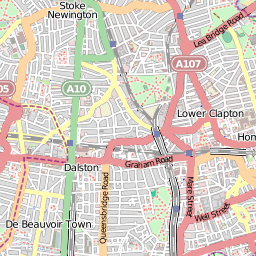 Stoke
Newington
Lea Bridge Road
A107
05
A10
Lower Clapton
Hom
Graham Road
Dalston
Queensbridge Road
Mare Street
Well Street
De Beauvoir Town